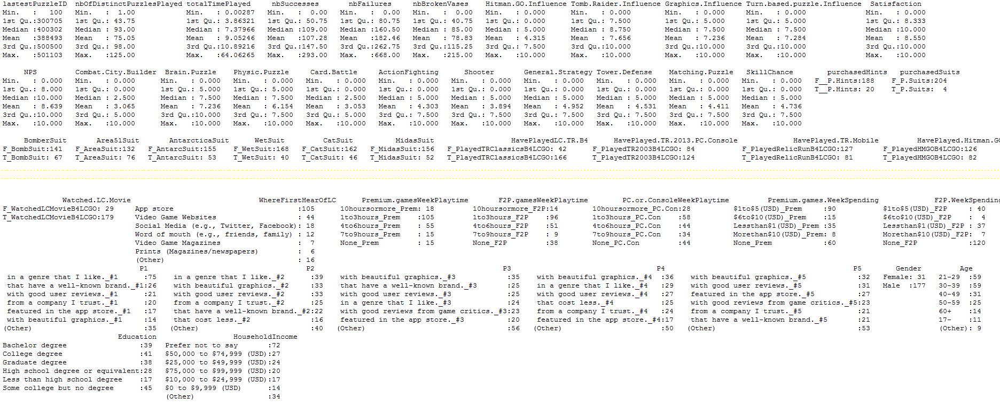 lastestPuzzleID nbOfDistinctPuzzlesPlayed totalTimePlayed nbSuccesses nbFailures nbBrokenVases Hitman.GO.Influence Tomb.Raider.Influence Graphics.Influence Turn.based.puzzle.Influence Satisfaction
Min. : 100 Min. : 1.00 Min. : 0.00287 Min. : 0.00 Min. : 0.00 Min. : 0.00 Min. : 0.000 Min. : 0.000 Min. : 0.000 Min. : 0.000 Min. : 0.000
1st Qu.:300705 1st Qu.: 43.75 1st Qu.: 3.86321 1st Qu.: 50.75 1st Qu.: 80.75 1st Qu.: 40.75 1st Qu.: 0.000 1st Qu.: 7.500 1st Qu.: 5.000 1st Qu.: 5.000 1st Qu.: 8.333
Median :400302 Median : 93.00 Median : 7.37966 Median :109.00 Median :160.50 Median : 85.00 Median : 5.000 Median : 8.750 Median : 7.500 Median : 7.500 Median :10.000
Mean :388493 Mean : 75.05 Mean : 9.05246 Mean :107.28 Mean :182.46 Mean : 78.83 Mean : 4.315 Mean : 7.656 Mean : 7.236 Mean : 7.284 Mean : 8.550
3rd Qu.:500500 3rd Qu.: 98.00 3rd Qu.:10.89216 3rd Qu.:147.50 3rd Qu.:262.75 3rd Qu.:115.25 3rd Qu.: 7.500 3rd Qu.:10.000 3rd Qu.:10.000 3rd Qu.:10.000 3rd Qu.:10.000
Max. :501103 Max. :125.00 Max. :64.06265 Max. :293.00 Max. :668.00 Max. :215.00 Max. :10.000 Max. :10.000 Max. :10.000 Max. :10.000 Max. :10.000
NPS Combat.City.Builder Brain.Puzzle Physic.Puzzle Card.Battle ActionFighting Shooter General.Strategy Tower.Defense Matching.Puzzle SkillChance purchasedHints purchasedSuits
Min. : 0.000 Min. : 0.000 Min. : 0.000 Min. : 0.000 Min. : 0.000 Min. : 0.000 Min. : 0.000 Min. : 0.000 Min. : 0.000 Min. : 0.000 Min. : 0.000 F__P.Hints:188 F_P.Suits:204
1st Qu.: 8.000 1st Qu.: 0.000 1st Qu.: 5.000 1st Qu.: 5.000 1st Qu.: 0.000 1st Qu.: 0.000 1st Qu.: 0.000 1st Qu.: 0.000 1st Qu.: 0.000 1st Qu.: 0.000 1st Qu.: 0.000 T__P.Hints: 20 T_P.Suits: 4
Median :10.000 Median : 2.500 Median : 7.500 Median : 7.500 Median : 2.500 Median : 5.000 Median : 5.000 Median : 5.000 Median : 5.000 Median : 5.000 Median : 5.000
Mean : 8.639 Mean : 3.065 Mean : 7.236 Mean : 6.154 Mean : 3.053 Mean : 4.303 Mean : 3.894 Mean : 4.952 Mean : 4.531 Mean : 4.411 Mean : 4.736
3rd Qu.:10.000 3rd Qu.: 5.000 3rd Qu.:10.000 3rd Qu.: 7.500 3rd Qu.: 5.000 3rd Qu.: 7.500 3rd Qu.: 7.500 3rd Qu.: 7.500 3rd Qu.: 7.500 3rd Qu.: 7.500 3rd Qu.: 7.500
Max. :10.000 Max. :10.000 Max. :10.000 Max. :10.000 Max. :10.000 Max. :10.000 Max. :10.000 Max. :10.000 Max. :10.000 Max. :10.000 Max. :10.000
BomberSuit Area51Suit AntarcticaSuit WetSuit CatSuit MidasSuit HavePlayedLC.TR.B4 HavePlayed.TR.2013.PC.Console HavePlayed.TR.Mobile HavePlayed.Hitman.GO
F_BombSuit:141 F_AreaSuit:132 F_AntarcSuit:155 F_WetSuit:168 F_CatSuit:162 F_MidasSuit:156 F_PlayedTRClassicsB4LCGO: 42 F_PlayedTR2003B4LCGO: 84 F_PlayedRelicRunB4LCGO:127 F_PlayedHMGOB4LCGO:126
T_BombSuit: 67 T_AreaSuit: 76 T_AntarcSuit: 53 T_WetSuit: 40 T_CatSuit: 46 T_MidasSuit: 52 T_PlayedTRClassicsB4LCGO:166 T_PlayedTR2003B4LCGO:124 T_PlayedRelicRunB4LCGO: 81 T_PlayedHMGOB4LCGO: 82
Watched.LC.Movie WhereFirstHearOfLC Premium.gamesWeekPlaytime F2P.gamesWeekPlaytime PC.or.ConsoleWeekPlaytime Premium.games.WeekSpending F2P.WeekSpending
F_WatchedLCMovieB4LCGO: 29 App store :105 10hoursormore_Prem: 18 10hoursormore_F2P:14 10hoursormore_PC.Con:28 $1to$5(USD)_Prem :90 $1to$5(USD)_F2P : 40
T_WatchedLCMovieB4LCGO:179 Video Game Websites : 44 1to3hours_Prem :105 1to3hours_F2P :96 1to3hours_PC.Con :58 $6to$10(USD)_Prem :15 $6to$10(USD)_F2P : 4
Social Media (e.g., Twitter, Facebook): 18 4to6hours_Prem : 55 4to6hours_F2P :51 4to6hours_PC.Con :44 Lessthan$1(USD)_Prem :35 Lessthan$1(USD)_F2P : 37
Word of mouth (e.g., friends, family) : 12 7to9hours_Prem : 15 7to9hours_F2P : 9 7to9hours_PC.Con :34 Morethan$10(USD)_Prem: 8 Morethan$10(USD)_F2P: 7
Video Game Magazines : 7 None_Prem : 15 None_F2P :38 None_PC.Con :44 None_Prem :60 None_F2P :120
Prints (Magazines/newspapers) : 6
(Other) : 16
P1 P2 P3 P4 P5 Gender Age
in a genre that I like._#1 :75 in a genre that I like._#2 :39 with beautiful graphics._#3 :35 with beautiful graphics._#4 :36 with beautiful graphics._#5 :32 Female: 31 21-29 :59
that have a well-known brand._#1:26 with beautiful graphics._#2 :33 that have a well-known brand._#3 :25 in a genre that I like._#4 :29 with good user reviews._#5 :31 Male :177 30-39 :59
with good user reviews._#1 :21 with good user reviews._#2 :33 with good user reviews._#3 :25 with good user reviews._#4 :27 featured in the app store._#5 :27 40-49 :31
from a company I trust._#1 :20 from a company I trust._#2 :25 in a genre that I like._#3 :24 that cost less._#4 :25 with good reviews from game critics._#5:23 50-59 :25
featured in the app store._#1 :17 that have a well-known brand._#2:22 with good reviews from game critics._#3:23 from a company I trust._#4 :24 from a company I trust._#5 :21 60+ :14
with beautiful graphics._#1 :14 that cost less._#2 :16 featured in the app store._#3 :20 featured in the app store._#4:17 that have a well-known brand._#5 :21 17- :11
(Other) :35 (Other) :40 (Other) :56 (Other) :50 (Other) :53 (Other): 9
Education HouseholdIncome
Bachelor degree :39 Prefer not to say :72
College degree :41 $50,000 to $74,999 (USD):27
Graduate degree :38 $25,000 to $49,999 (USD):24
High school degree or equivalent:28 $75,000 to $99,999 (USD):20
Less than high school degree :17 $10,000 to $24,999 (USD):17
Some college but no degree :45 $0 to $9,999 (USD) :14
(Other) :34